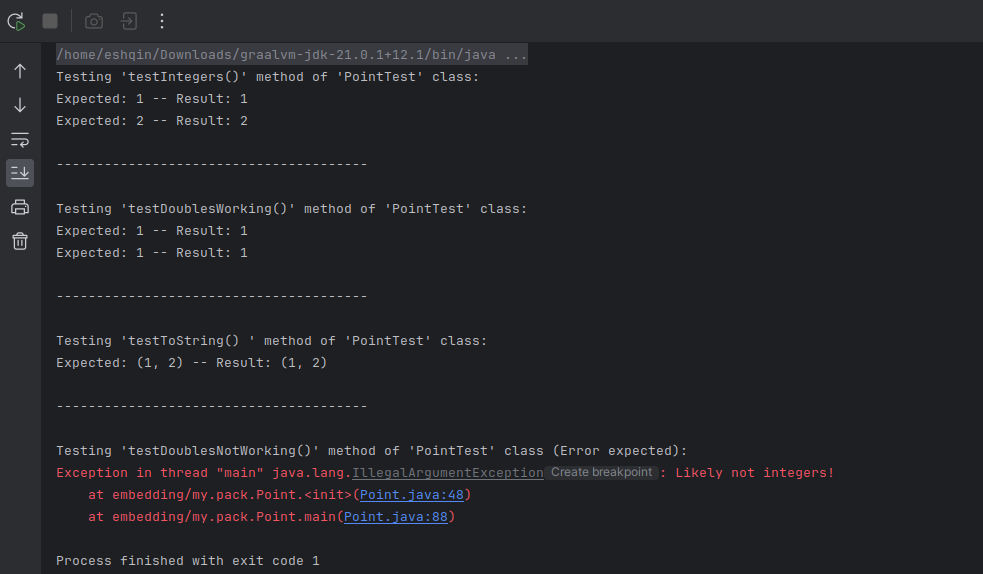 /home/eshqin/Downloads/graalvm-jdk-21.0.1+12.1/bin/java ...
Testing 'testIntegers()' method of 'PointTest' class:
Expected: 1 -- Result: 1
Expected: 2 -- Result: 2
---------------------------------------
Testing 'testDoublesWorking()' method of 'PointTest' class:
Expected: 1 -- Result: 1
Expected: 1 -- Result: 1
---------------------------------------
Testing 'testToString() ' method of 'PointTest' class:
Expected: (1, 2) -- Result: (1, 2)
---------------------------------------
Testing 'testDoublesNotWorking()' method of 'PointTest' class (Error expected):
Exception in thread "main" java.lang.IllegalArgumentException Create breakpoint : Likely not integers!
    at embedding/my.pack.Point.<init>(Point.java:48)
    at embedding/my.pack.Point.main(Point.java:88)
Process finished with exit code 1